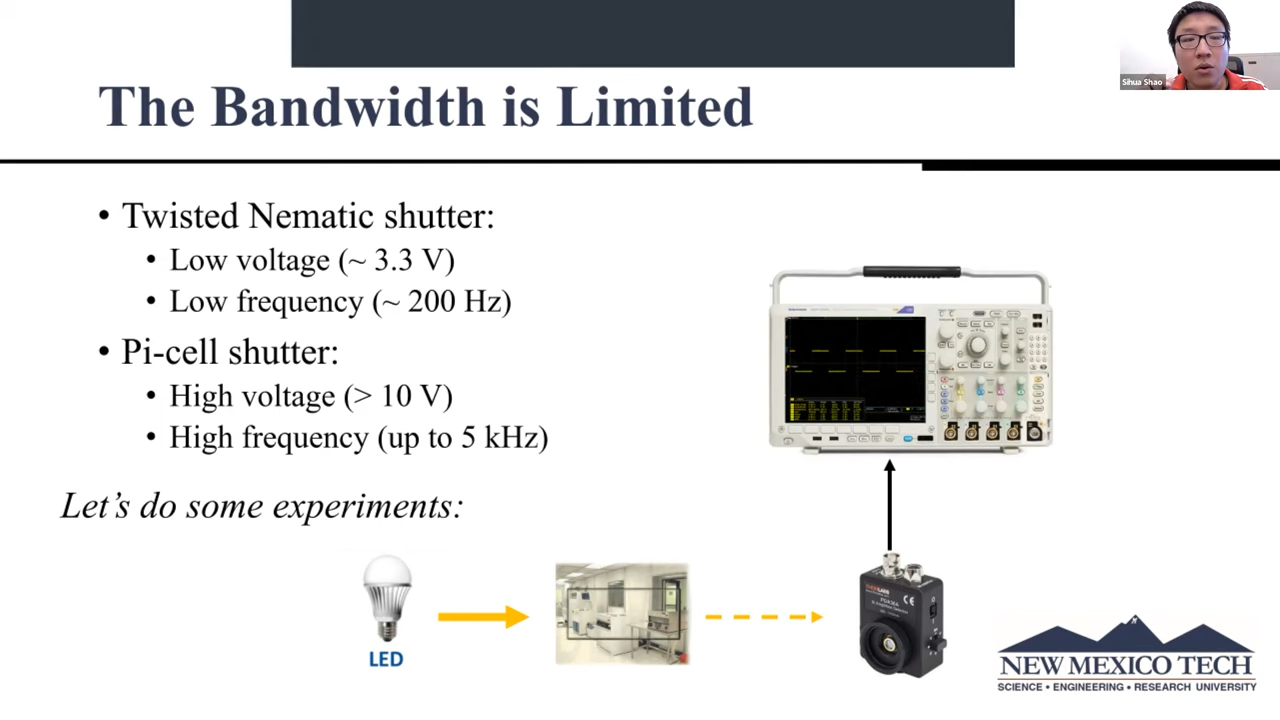 Sihua Shao
The Bandwidth is Limited
• Twisted Nematic shutter:
• Low voltage (~ 3.3 V)
• Low frequency (~ 200 Hz)
• Pi-cell shutter:
• High voltage (> 10 V)
• High frequency (up to 5 kHz)
Let's do some experiments:
LED
NEW MEXICO TECH
SCIENCE • ENGINEERING • RESEARCH UNIVERSITY